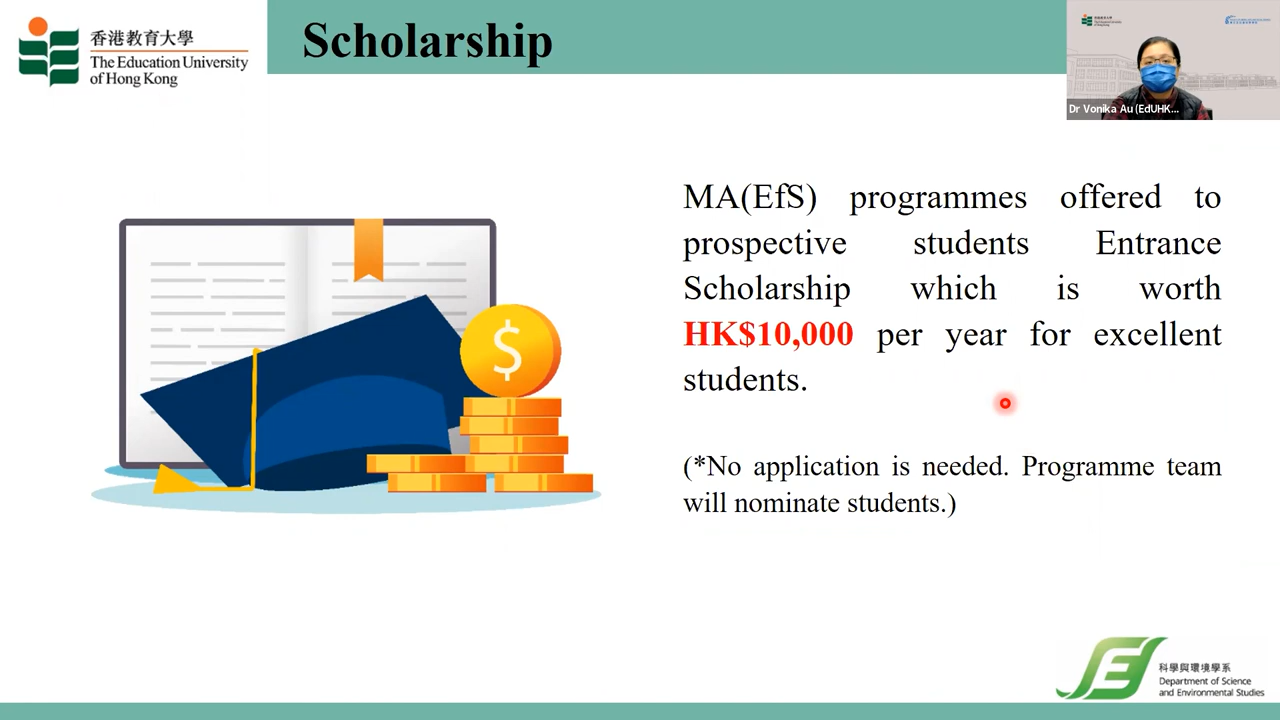 香港教育大學
The Education University
of Hong Kong
Scholarship
Dr Vonika Au (EdUHK...
MA(EfS) programmes offered to
prospective students Entrance
Scholarship which is worth
HK$10,000 per year for excellent
students.
(*No application is needed. Programme team
will nominate students.)
$
科學與環境學系
Department of Science
and Environmental Studies